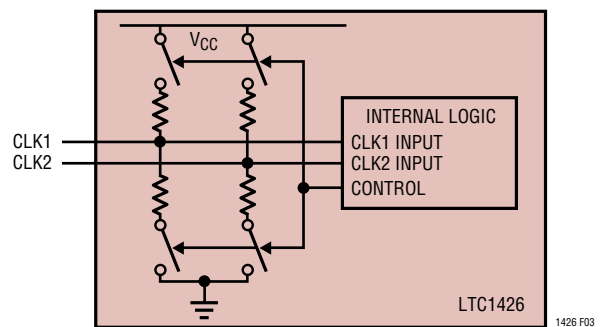 VCC
INTERNAL LOGIC
CLK1
CLK1 INPUT
CLK2
CLK2 INPUT
CONTROL
LTC1426
1426 F03